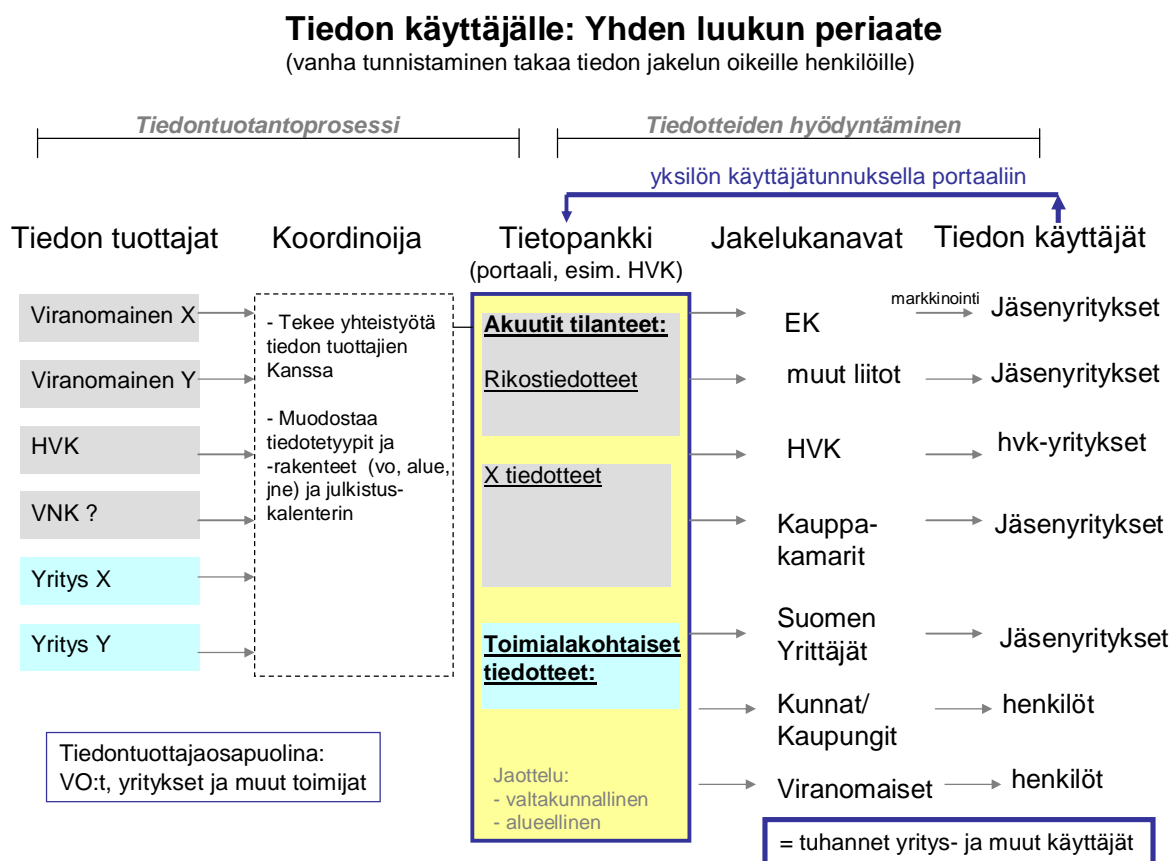 Tiedon käyttäjälle: Yhden luukun periaate
(vanha tunnistaminen takaa tiedon jakelun oikeille henkilöille)
Tiedontuotantoprosessi
Tiedotteiden hyödyntäminen
yksilön käyttäjätunnuksella portaaliin
Tiedon tuottajat
Koordinoija
Tietopankki
(portaali, esim. HVK)
Jakelukanavat
Tiedon käyttäjät
Viranomainen X
Viranomainen Y
HVK
VNK ?
Yritys X
Yritys Y
- Tekee yhteistyötä
tiedon tuottajien
Kanssa
- Muodostaa
tiedotetyypit ja
-rakenteet (vo, alue,
jne) ja julkistus-
kalenterin
Akuutit tilanteet:
Rikostiedotteet
X tiedotteet
Toimialakohtaiset
tiedotteet:
Jaottelu:
- valtakunnallinen
- alueellinen
EK
markkinointi
Jäsenyritykset
muut liitot
Jäsenyritykset
HVK
hvk-yritykset
Kauppa-
kamarit
Jäsenyritykset
Suomen
Yrittäjät
Jäsenyritykset
Kunnat/
Kaupungit
henkilöt
Viranomaiset
henkilöt
Tiedontuottajaosapuolina:
VO:t, yritykset ja muut toimijat
= tuhannet yritys- ja muut käyttäjät